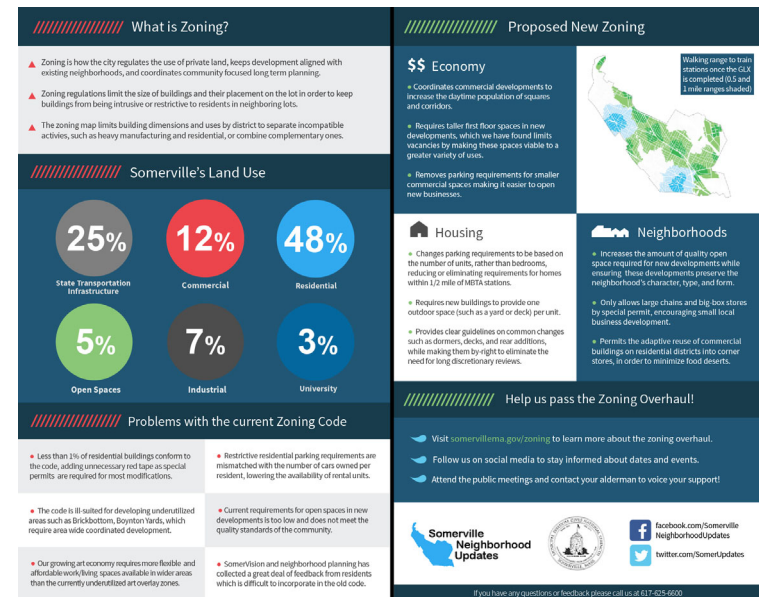 What is Zoning?
Zoning is how the city regulates the use of private land, keeps development aligned with
existing neighborhoods, and coordinates community focused long term planning.
Zoning regulations limit the size of buildings and their placement on the lot in order to keep
buildings from being intrusive or restrictive to residents in neighboring lots.
The zoning map limits building dimensions and uses by district to separate incompatible
activies, such as heavy manufacturing and residential, or combine complementary ones.
Somerville's Land Use
25%
State Transportation
Infrastructure
12%
Commercial
48%
Residential
5%
Open Spaces
7%
Industrial
3%
University
Problems with the current Zoning Code
Less than 1% of residential buildings conform to
the code, adding unnecessary red tape as special
permits are required for most modifications.
Restrictive residential parking requirements are
mismatched with the number of cars owned per
resident, lowering the availability of rental units.
The code is ill-suited for developing underutilized
areas such as Brickbottom, Boynton Yards, which
require area wide coordinated development.
Current requirements for open spaces in new
developments is too low and does not meet the
quality standards of the community.
Our growing art economy requires more flexible and
affordable work/living spaces available in wider areas
than the currently underutilized art overlay zones.
SomerVision and neighborhood planning has
collected a great deal of feedback from residents
which is difficult to incorporate in the old code.
Proposed New Zoning
$$ Economy
Coordinates commercial developments to
increase the daytime population of squares
and corridors.
Requires taller first floor spaces in new
developments, which we have found limits
vacancies by making these spaces viable to a
greater variety of uses.
Removes parking requirements for smaller
commercial spaces making it easier to open
new businesses.
Walking range to train
stations once the GLX
is completed (0.5 and
1 mile ranges shaded)
Housing
Changes parking requirements to be based on
the number of units, rather than bedrooms,
reducing or eliminating requirements for homes
within 1/2 mile of MBTA stations.
Requires new buildings to provide one
outdoor space (such as a yard or deck) per unit.
Provides clear guidelines on common changes
such as dormers, decks, and rear additions,
while making them by-right to eliminate the
need for long discretionary reviews.
Neighborhoods
Increases the amount of quality open
space required for new developments while
ensuring these developments preserve the
neighborhood's character, type, and form.
Only allows large chains and big-box stores
by special permit, encouraging small local
business development.
Permits the adaptive reuse of commercial
buildings on residential districts into corner
stores, in order to minimize food deserts.
Help us pass the Zoning Overhaul!
Visit somervillema.gov/zoning to learn more about the zoning overhaul.
Follow us on social media to stay informed about dates and events.
Attend the public meetings and contact your alderman to voice your support!
Somerville
Neighborhood
Updates
facebook.com/Somerville
NeighborhoodUpdates
twitter.com/SomerUpdates
If you have any questions or feedback please call us at 617-625-6600